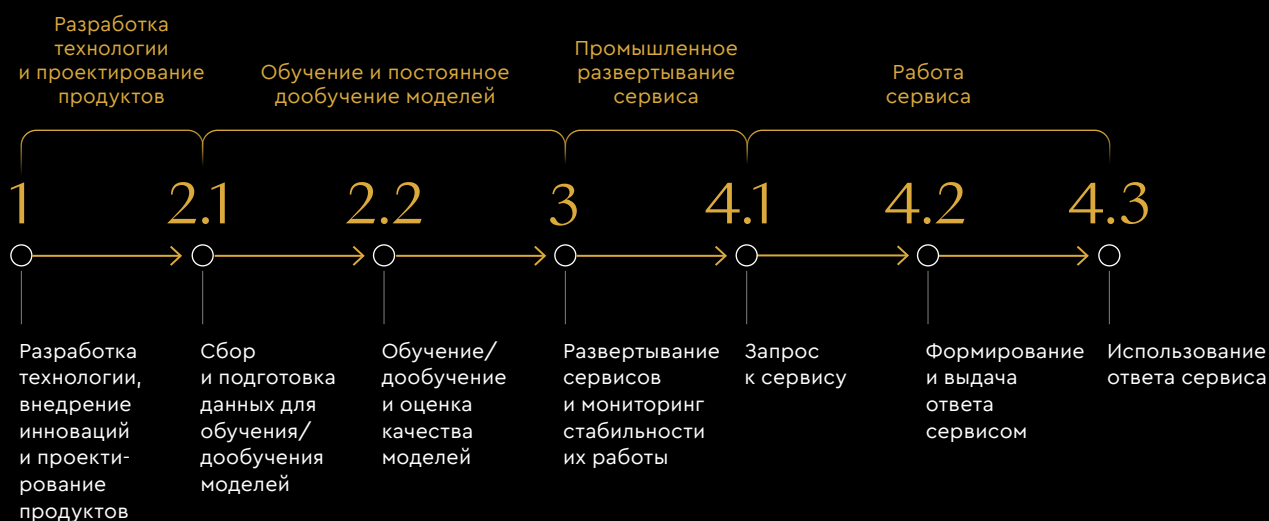 Разработка
технологии
и проектирование
продуктов
Обучение и постоянное
дообучение моделей
Промышленное
развертывание
сервиса
Работа
сервиса
1
2.1
2.2
3
4.1
4.2
4.3
Разработка
технологии,
внедрение
инноваций
и проекти-
рование
продуктов
Сбор
и подготовка
данных для
обучения/
дообучения
моделей
Обучение/
дообучение
и оценка
качества
моделей
Развертывание
сервисов
и мониторинг
стабильности
их работы
Запрос
к сервису
Формирование
и выдача
ответа
сервисом
Использование
ответа сервиса